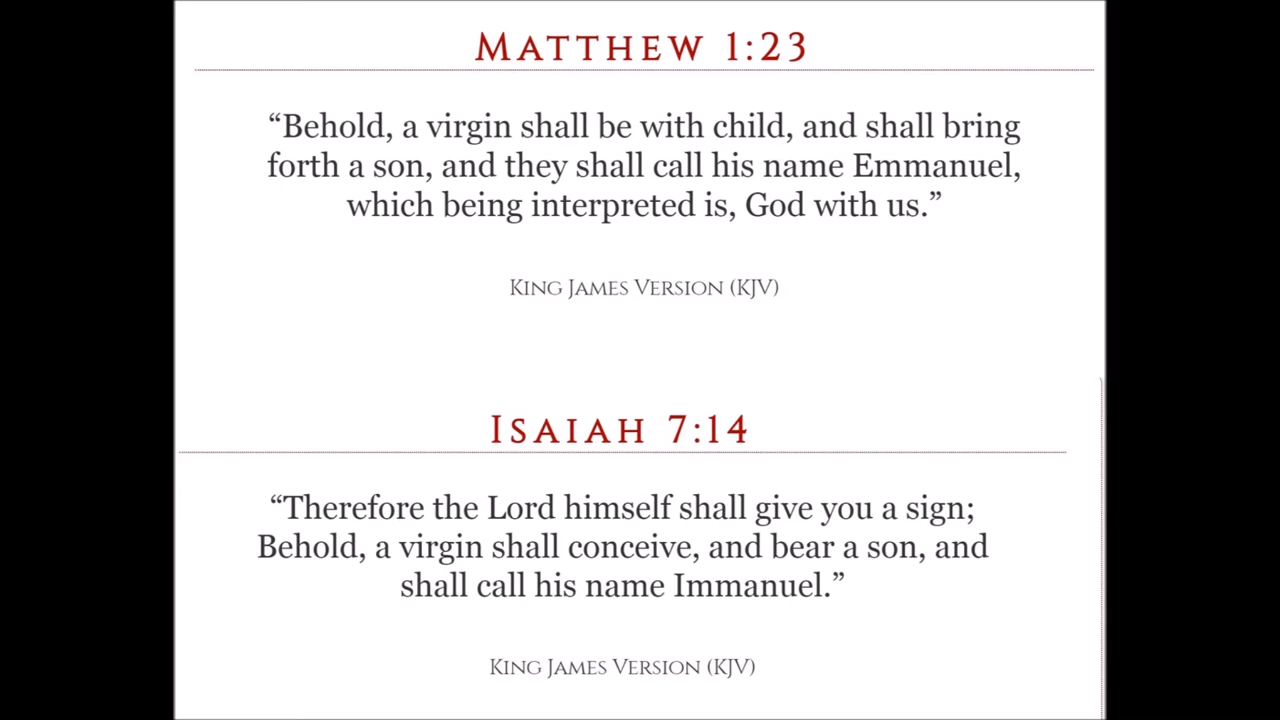 MATTHEW 1:23
“Behold, a virgin shall be with child, and shall bring
forth a son, and they shall call his name Emmanuel,
which being interpreted is, God with us.”
KING JAMES VERSION (KJV)
ISAIAH 7:14
“Therefore the Lord himself shall give you a sign;
Behold, a virgin shall conceive, and bear a son, and
shall call his name Immanuel.”
KING JAMES VERSION (KJV)